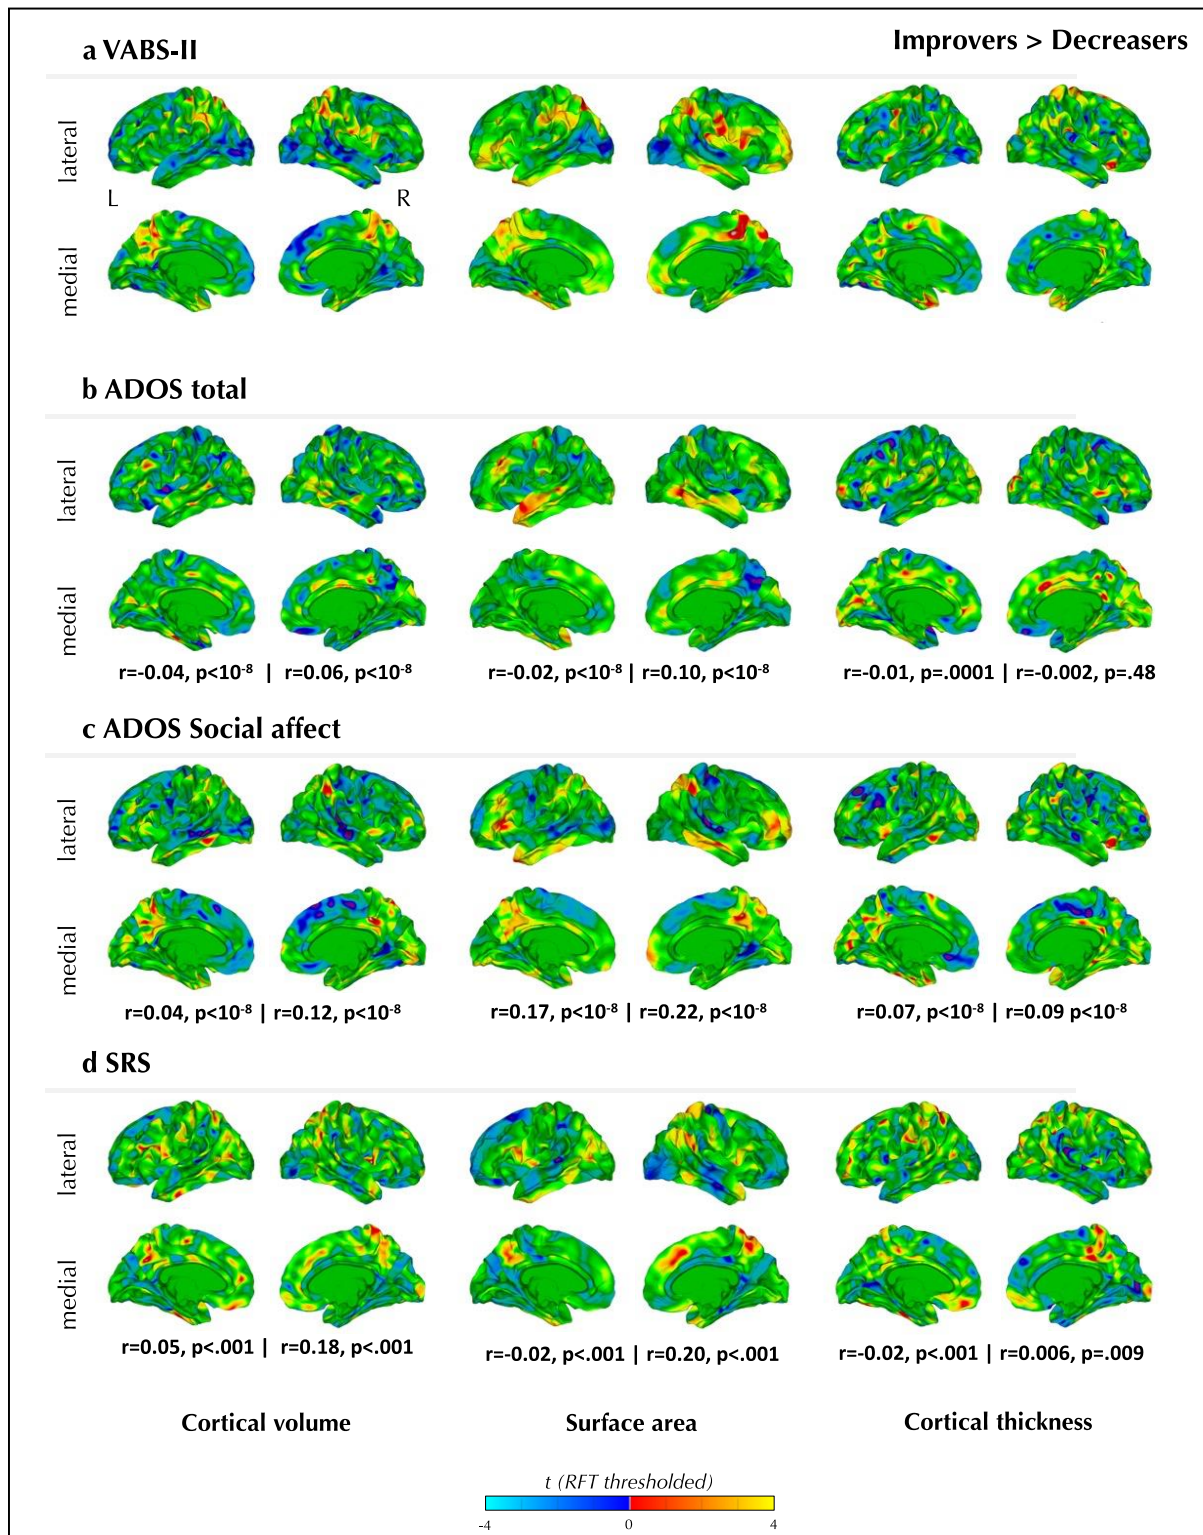 Improvers > Decreasers
a VABS-II
lateral
L
R
medial
b ADOS total
lateral
medial
r=-0.04, p<10⁻⁸ | r=0.06, p<10⁻⁸
r=-0.02, p<10⁻⁸ | r=0.10, p<10⁻⁸
r=-0.01, p=.0001 | r=-0.002, p=.48
c ADOS Social affect
lateral
medial
r=0.04, p<10⁻⁸ | r=0.12, p<10⁻⁸
r=0.17, p<10⁻⁸ | r=0.22, p<10⁻⁸
r=0.07, p<10⁻⁸ | r=0.09 p<10⁻⁸
d SRS
lateral
medial
r=0.05, p<.001 | r=0.18, p<.001
r=-0.02, p<.001 | r=0.20, p<.001
r=-0.02, p<.001 | r=0.006, p=.009
Cortical volume
Surface area
Cortical thickness
t (RFT thresholded)
-4
0
4